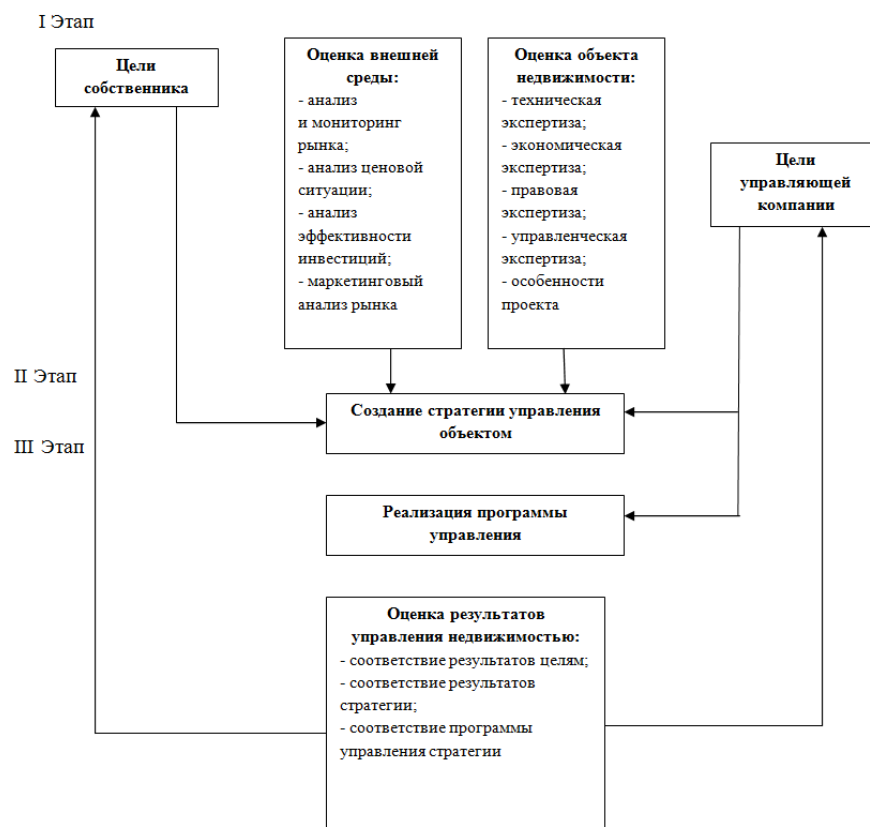 I Этап
Цели
собственника
Оценка внешней
среды:
- анализ
и мониторинг
рынка;
- анализ ценовой
ситуации;
- анализ
эффективности
инвестиций;
- маркетинговый
анализ рынка
Оценка объекта
недвижимости:
- техническая
экспертиза;
- экономическая
экспертиза;
- правовая
экспертиза;
- управленческая
экспертиза;
- особенности
проекта
Цели
управляющей
компании
II Этап
Создание стратегии управления
объектом
III Этап
Реализация программы
управления
Оценка результатов
управления недвижимостью:
- соответствие результатов целям;
- соответствие результатов
стратегии;
- соответствие программы
управления стратегии